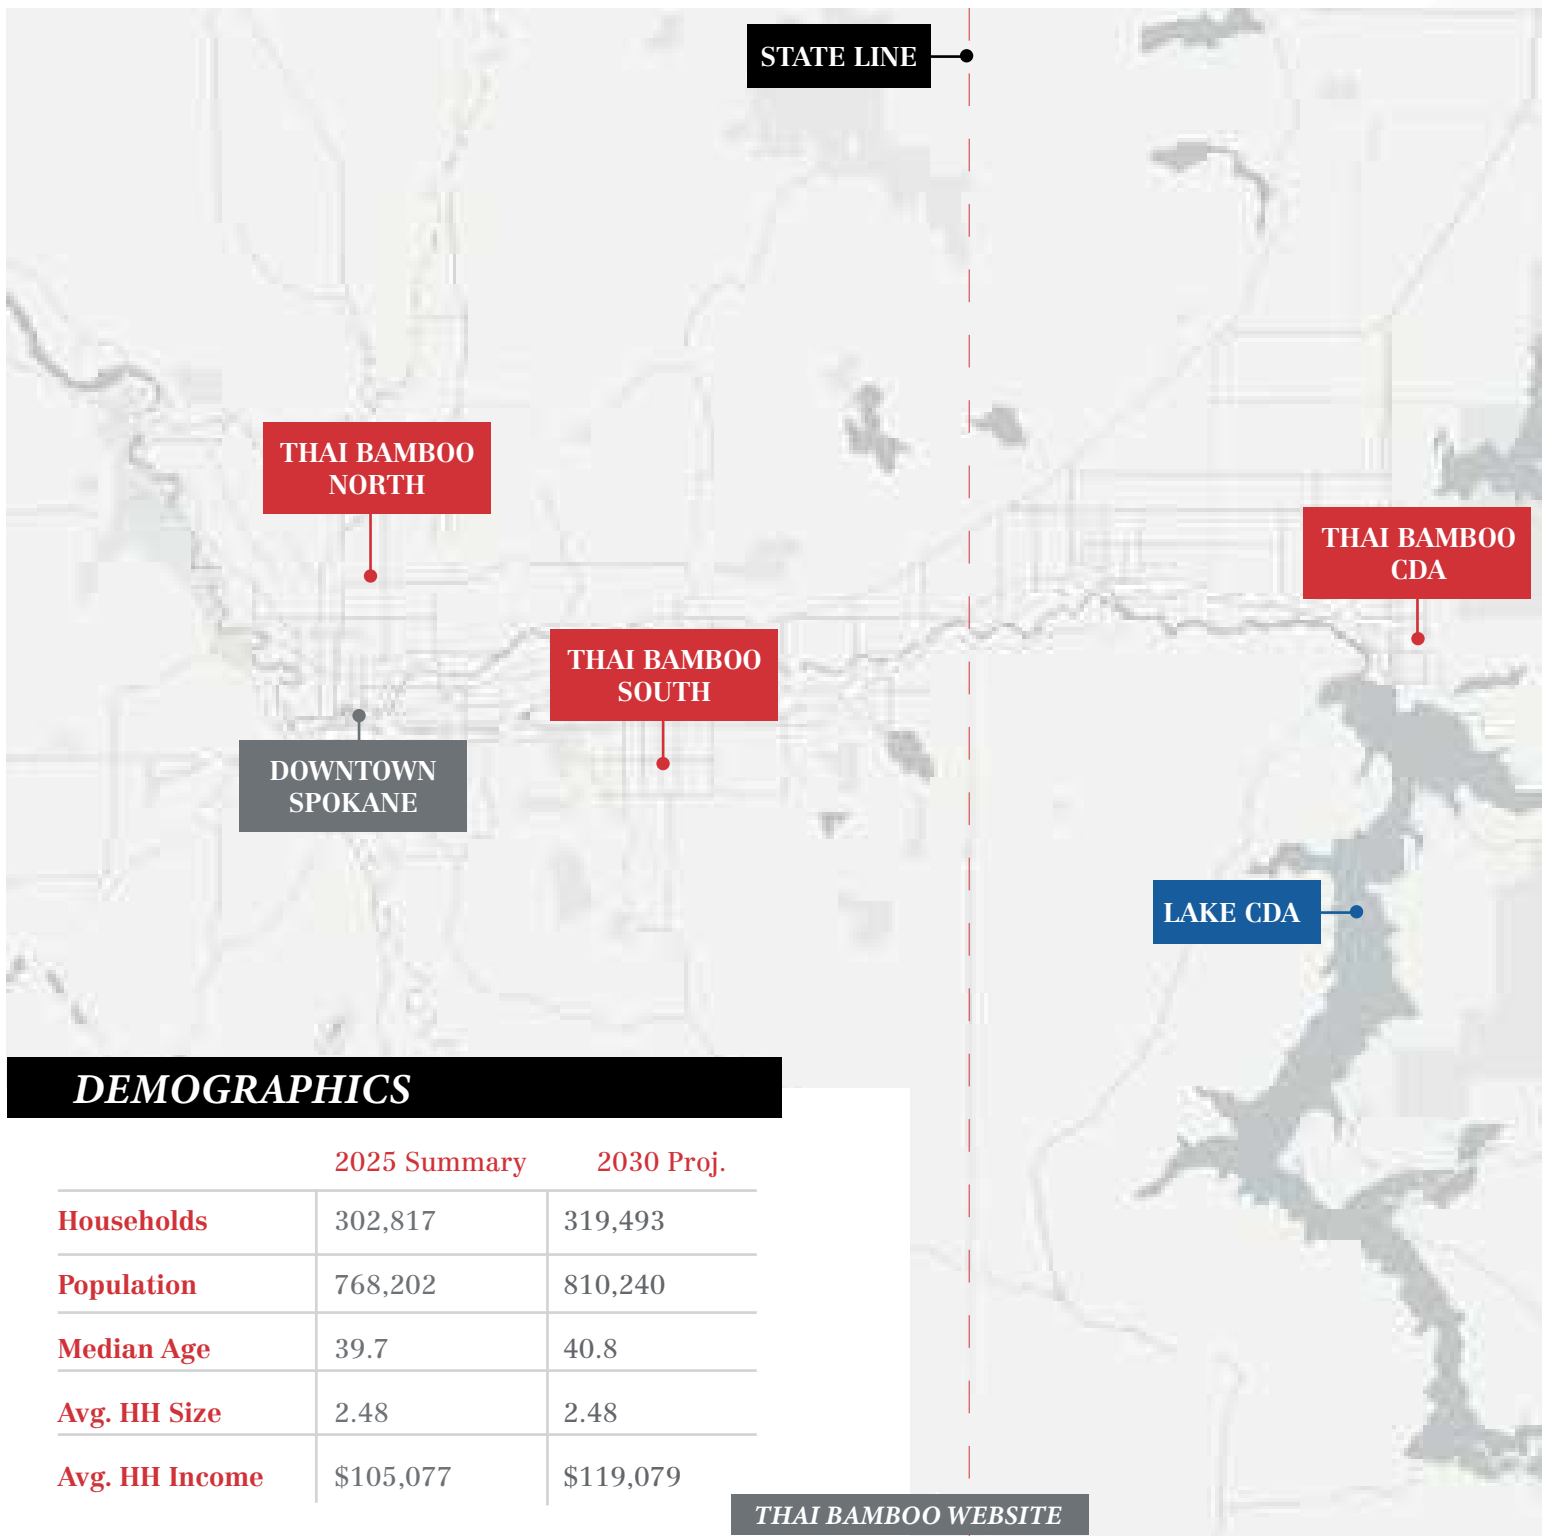 STATE LINE
THAI BAMBOO
NORTH
THAI BAMBOO
CDA
THAI BAMBOO
SOUTH
DOWNTOWN
SPOKANE
LAKE CDA
DEMOGRAPHICS
2025 Summary 2030 Proj.
Households 302,817 319,493
Population 768,202 810,240
Median Age 39.7 40.8
Avg. HH Size 2.48 2.48
Avg. HH Income $105,077 $119,079
THAI BAMBOO WEBSITE